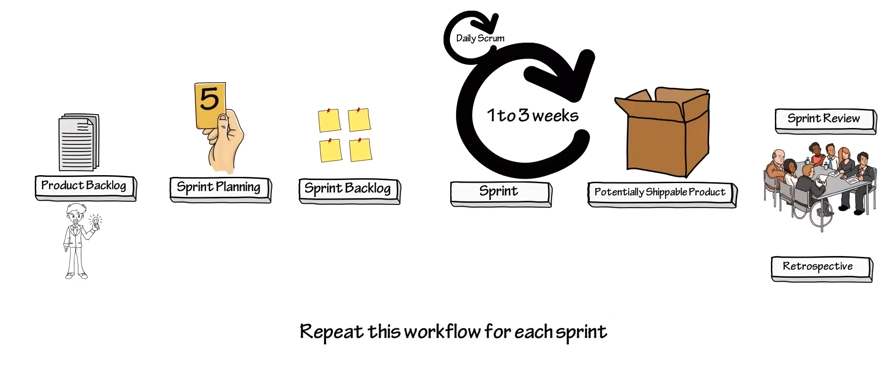 Daily Scrum
5
1 to 3 weeks
Sprint Review
Product Backlog
Sprint Planning
Sprint Backlog
Sprint
Potentially Shippable Product
Retrospective
Repeat this workflow for each sprint